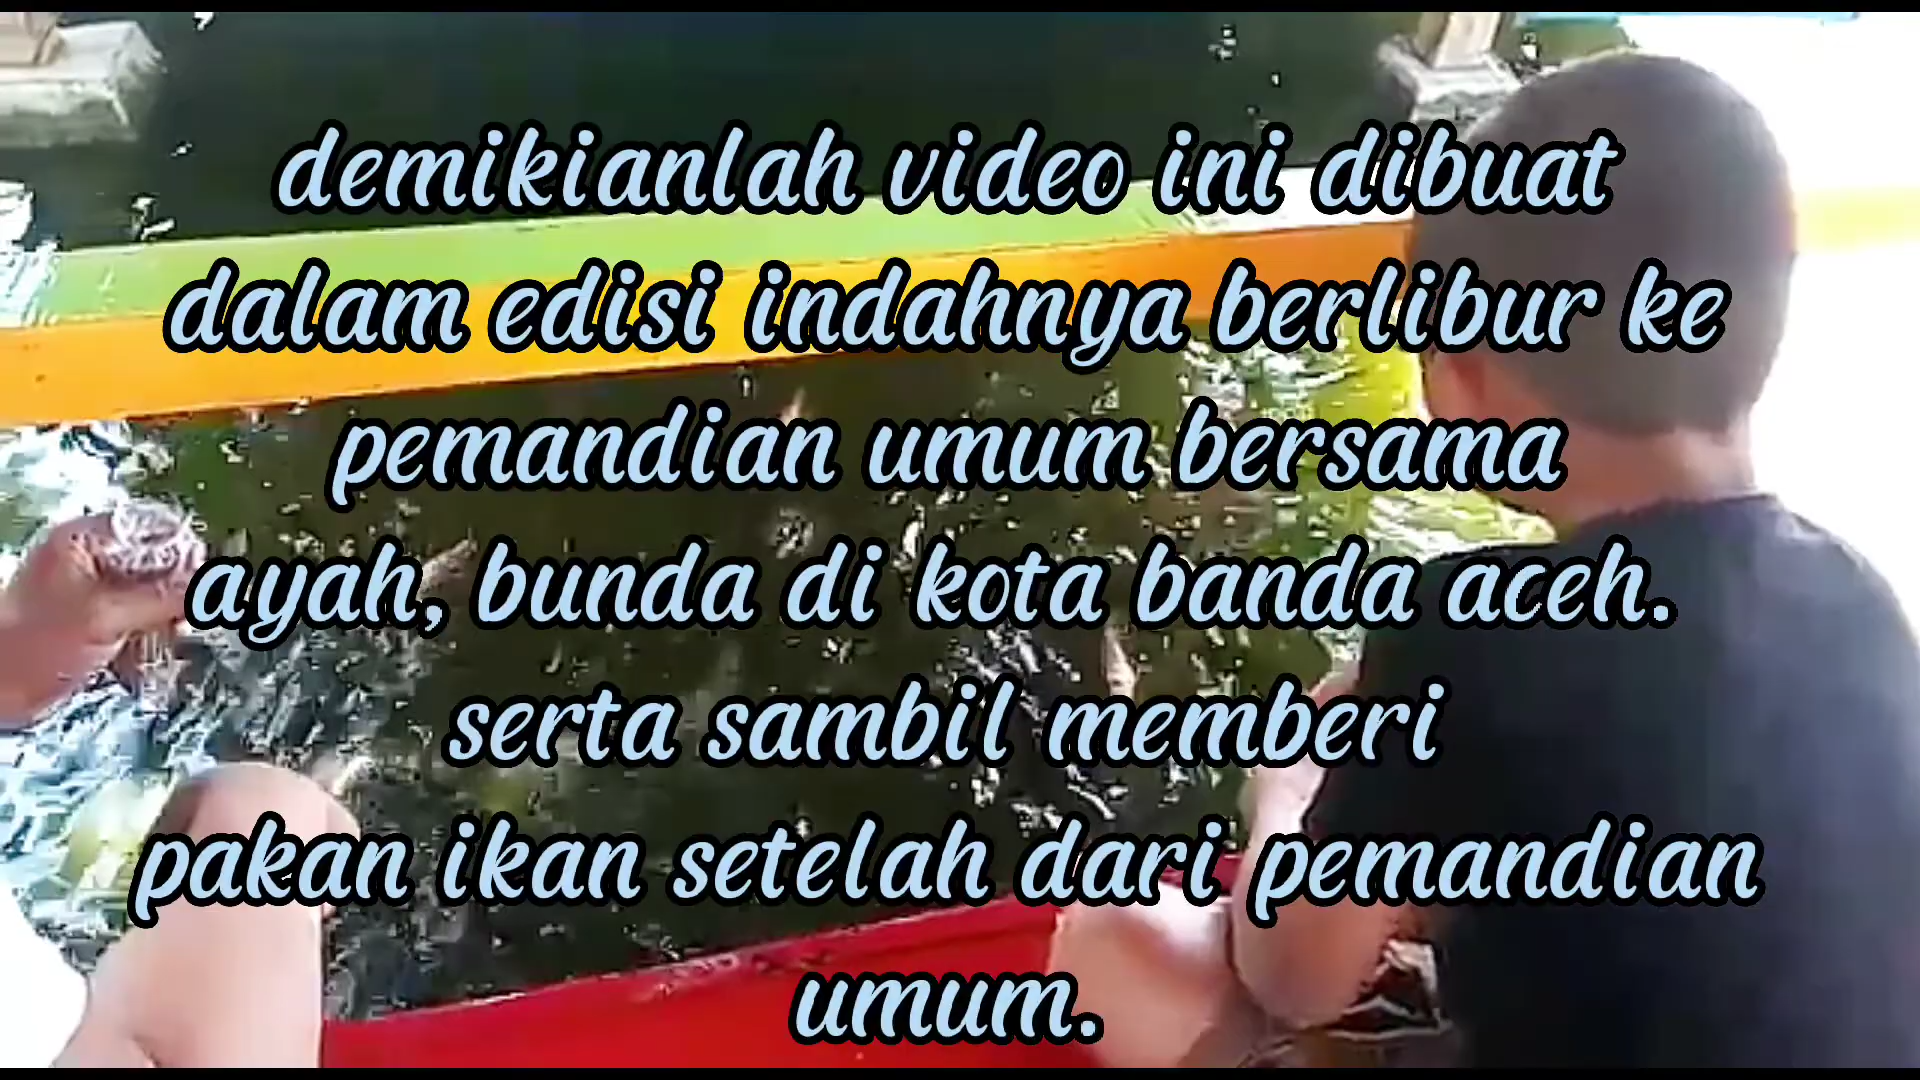 demikianlah video ini dibuat
dalam edisi indahnya berlibur ke
pemandian umum bersama
ayah, bunda di kota banda aceh.
serta sambil memberi
pakan ikan setelah dari pemandian
umum.